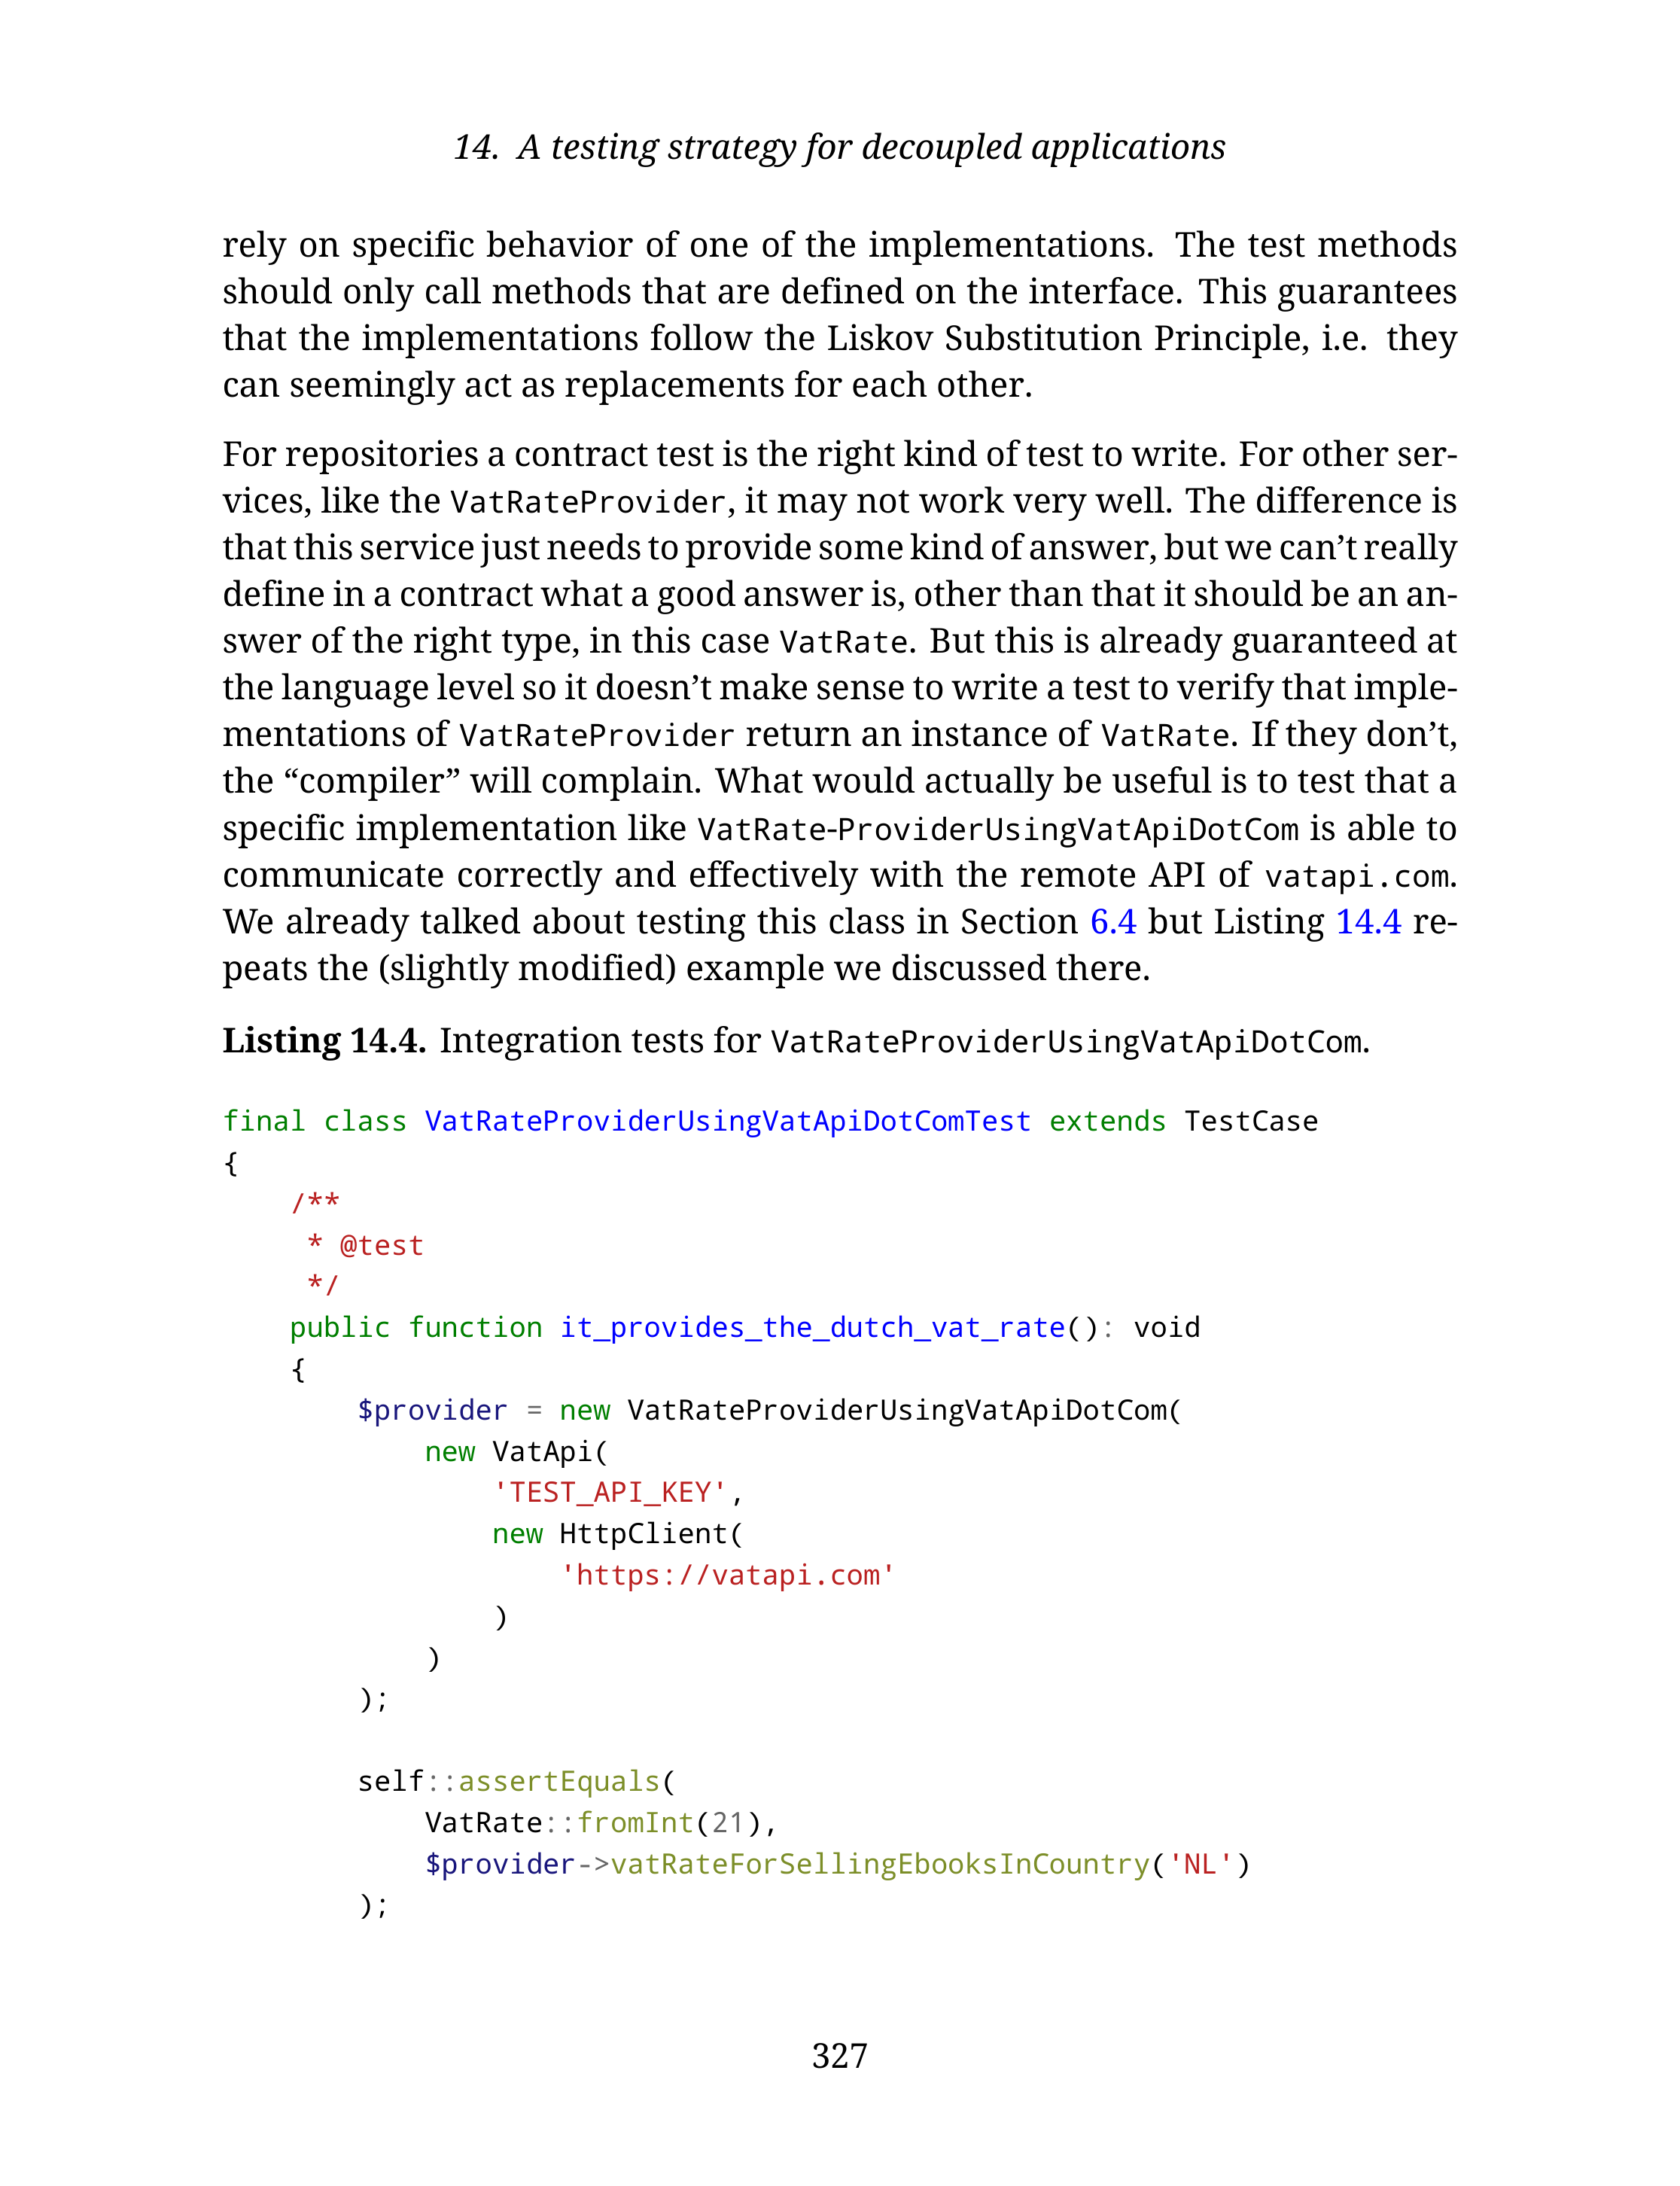 14. A testing strategy for decoupled applications
rely on specific behavior of one of the implementations. The test methods
should only call methods that are defined on the interface. This guarantees
that the implementations follow the Liskov Substitution Principle, i.e. they
can seemingly act as replacements for each other.
For repositories a contract test is the right kind of test to write. For other ser-
vices, like the VatRateProvider, it may not work very well. The difference is
that this service just needs to provide some kind of answer, but we can’t really
define in a contract what a good answer is, other than that it should be an an-
swer of the right type, in this case VatRate. But this is already guaranteed at
the language level so it doesn’t make sense to write a test to verify that imple-
mentations of VatRateProvider return an instance of VatRate. If they don’t,
the “compiler” will complain. What would actually be useful is to test that a
specific implementation like VatRate-ProviderUsingVatApiDotCom is able to
communicate correctly and effectively with the remote API of vatapi.com.
We already talked about testing this class in Section 6.4 but Listing 14.4 re-
peats the (slightly modified) example we discussed there.
Listing 14.4. Integration tests for VatRateProviderUsingVatApiDotCom.
final class VatRateProviderUsingVatApiDotComTest extends TestCase
{
    /**
     * @test
     */
    public function it_provides_the_dutch_vat_rate(): void
    {
        $provider = new VatRateProviderUsingVatApiDotCom(
            new VatApi(
                'TEST_API_KEY',
                new HttpClient(
                    'https://vatapi.com'
                )
            )
        );
        self::assertEquals(
            VatRate::fromInt(21),
            $provider->vatRateForSellingEbooksInCountry('NL')
        );
327